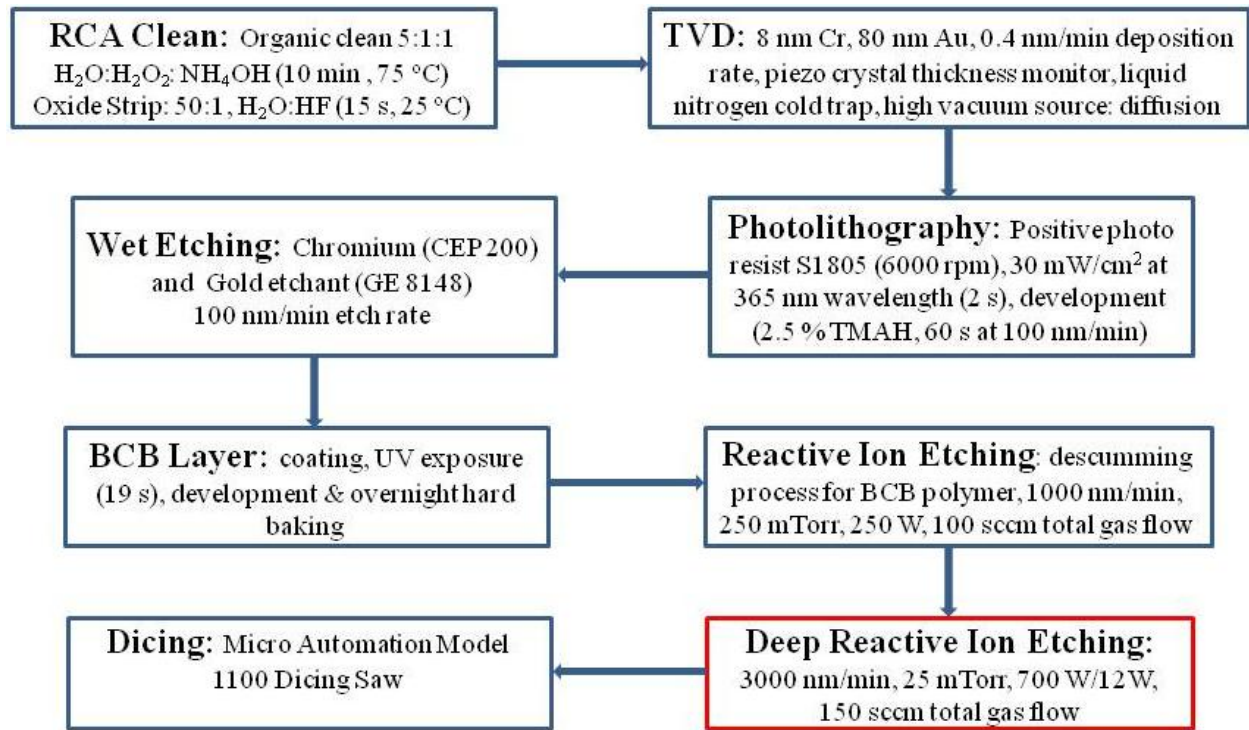 RCA Clean: Organic clean 5:1:1
H₂O:H₂O₂: NH₄OH (10 min , 75 °C)
Oxide Strip: 50:1, H₂O:HF (15 s, 25 °C)
TVD: 8 nm Cr, 80 nm Au, 0.4 nm/min deposition
rate, piezo crystal thickness monitor, liquid
nitrogen cold trap, high vacuum source: diffusion
Photolithography: Positive photo
resist S1805 (6000 rpm), 30 mW/cm² at
365 nm wavelength (2 s), development
(2.5 % TMAH, 60 s at 100 nm/min)
Wet Etching: Chromium (CEP 200)
and Gold etchant (GE 8148)
100 nm/min etch rate
BCB Layer: coating, UV exposure
(19 s), development & overnight hard
baking
Reactive Ion Etching: descumming
process for BCB polymer, 1000 nm/min,
250 mTorr, 250 W, 100 sccm total gas flow
Deep Reactive Ion Etching:
3000 nm/min, 25 mTorr, 700 W/12W,
150 sccm total gas flow
Dicing: Micro Automation Model
1100 Dicing Saw